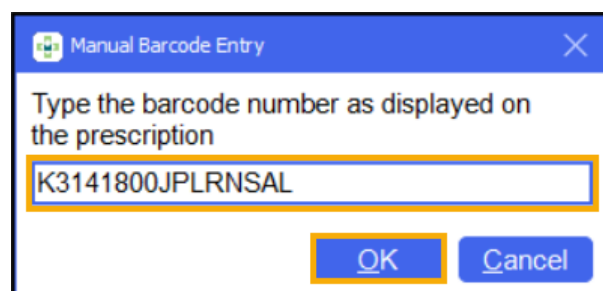 Manual Barcode Entry
Type the barcode number as displayed on
the prescription
K3141800JPLRNSAL
OK
Cancel